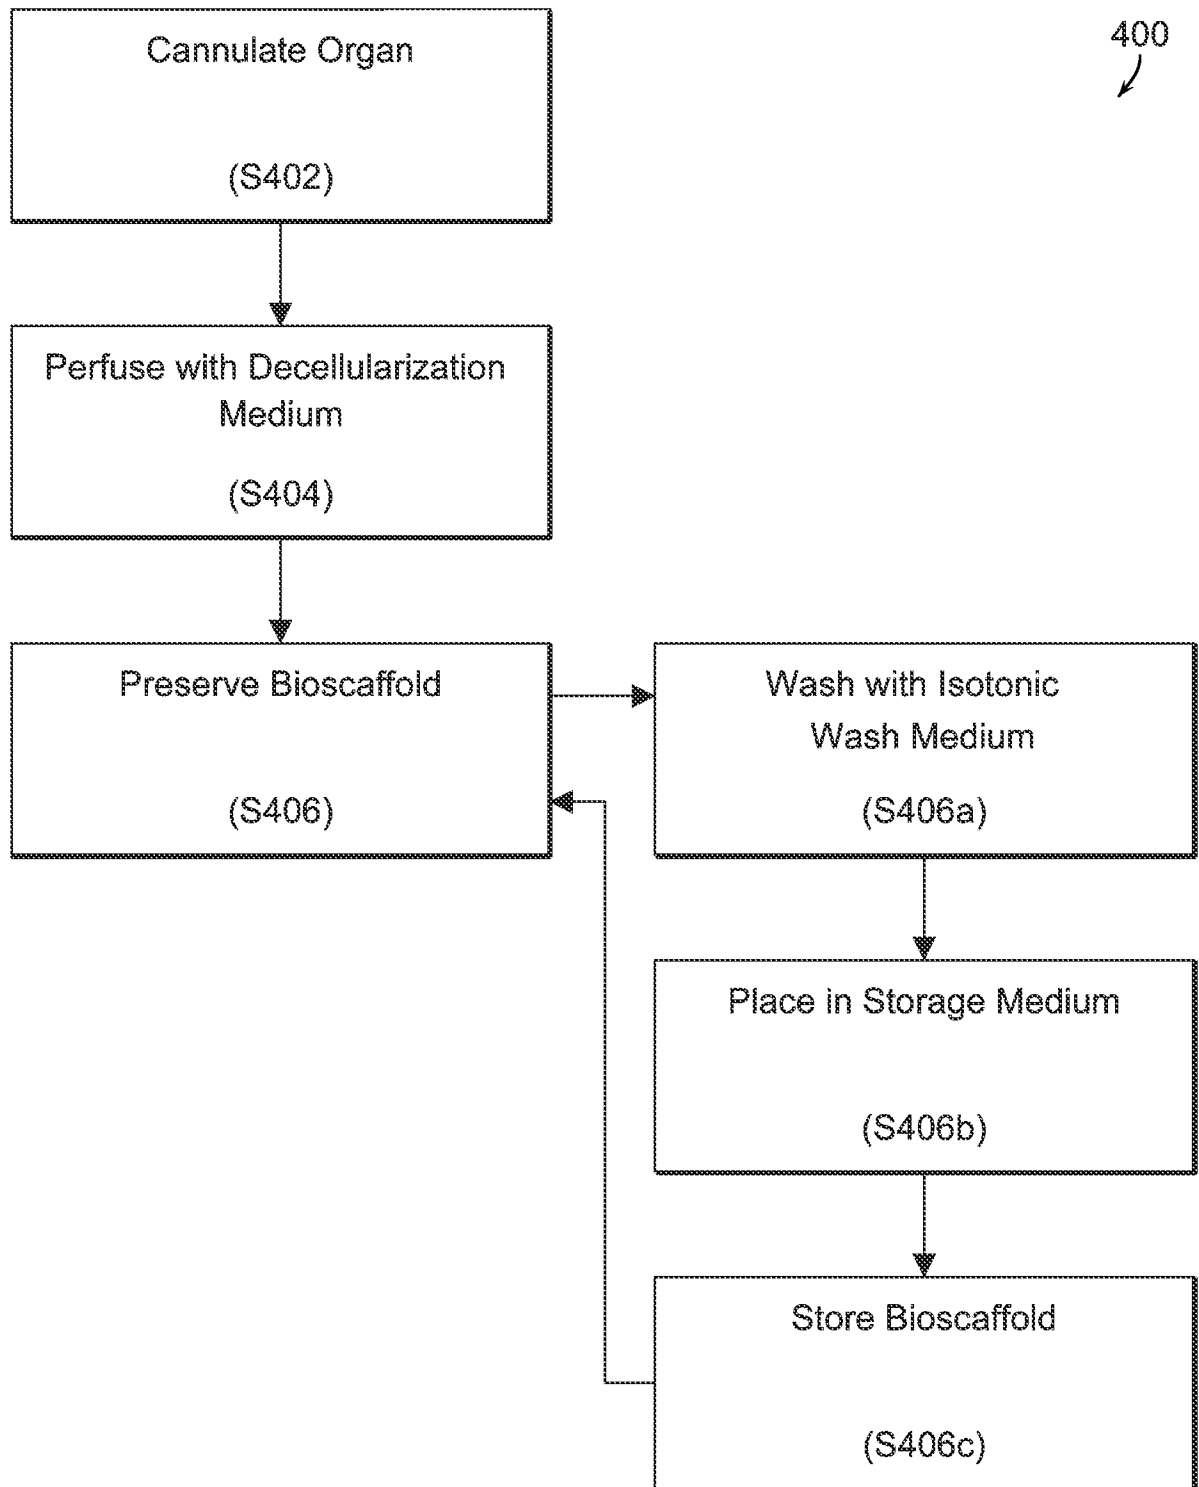 400
Cannulate Organ
(S402)
Perfuse with Decellularization
Medium
(S404)
Preserve Bioscaffold
(S406)
Wash with Isotonic
Wash Medium
(S406a)
Place in Storage Medium
(S406b)
Store Bioscaffold
(S406c)